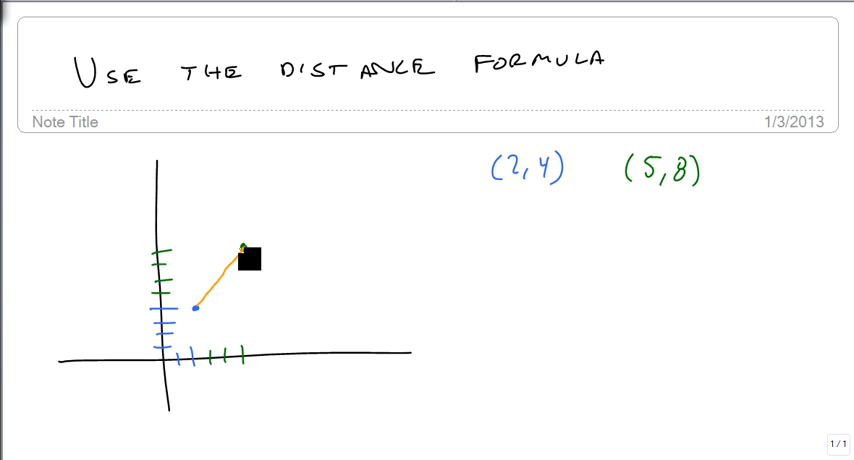 USE THE DISTANCE FORMULA
Note Title
1/3/2013
(2,4) (5,8)
1 / 1